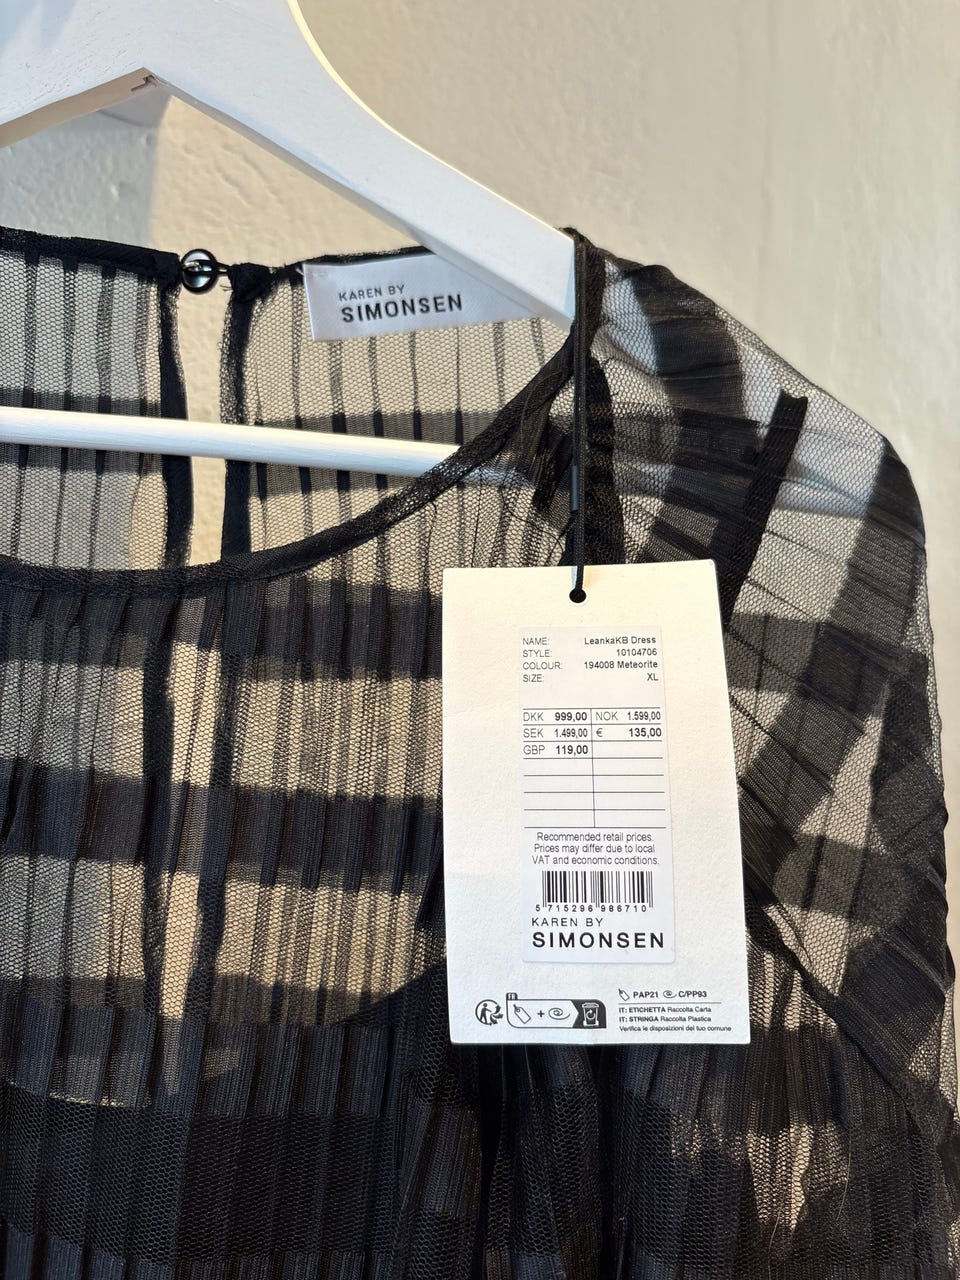 KAREN BY
SIMONSEN
NAME: LeankaKB Dress
STYLE: 10104706
COLOUR: 194008 Meteorite
SIZE: XL
DKK 999,00 NOK 1.599,00
SEK 1.499,00 € 135,00
GBP 119,00
Recommended retail prices.
Prices may differ due to local
VAT and economic conditions.
5 715296 986710
KAREN BY
SIMONSEN
FR
+
PAP21 C/PP93
IT: ETICHETTA Raccolta Carta
IT: STRINGA Raccolta Plastica
Verifica le disposizioni del tuo comune